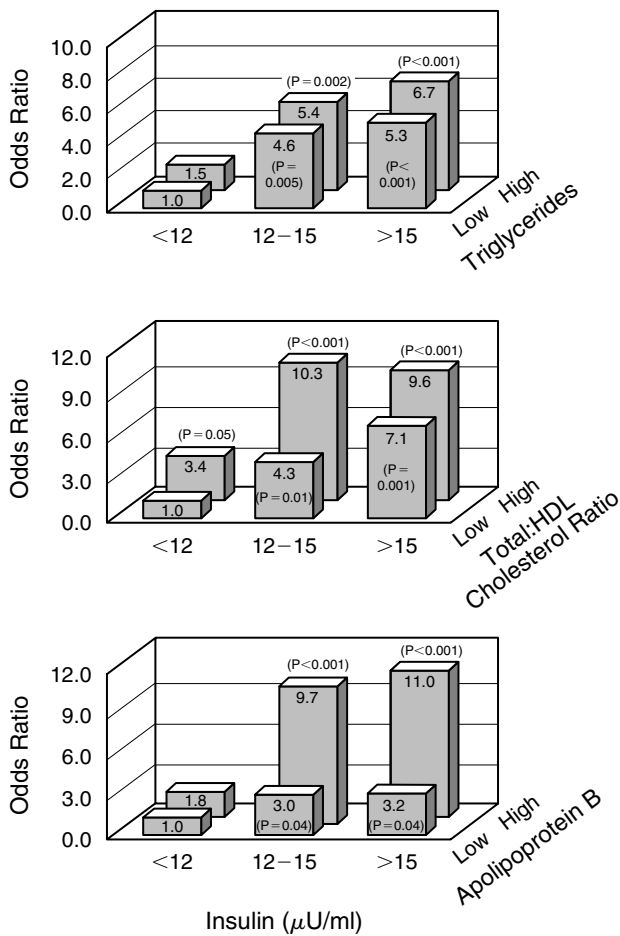 10.0
8.0
6.0
4.0
2.0
0.0
Odds Ratio
(P<0.001)
(P=0.002)
6.7
5.4
4.6
(P=
0.005)
5.3
(P<
0.001)
1.5
1.0
<12
12–15
>15
Low High
Triglycerides
12.0
9.0
6.0
3.0
0.0
Odds Ratio
(P<0.001)
(P<0.001)
10.3
9.6
(P=0.05)
3.4
7.1
(P=
0.001)
4.3
(P=0.01)
1.0
<12
12–15
>15
Low High
Total:HDL
Cholesterol Ratio
12.0
9.0
6.0
3.0
0.0
Odds Ratio
(P<0.001)
(P<0.001)
9.7
11.0
1.8
1.0
3.0
(P=0.04)
3.2
(P=0.04)
<12
12–15
>15
Low High
Apolipoprotein B
Insulin (μU/ml)